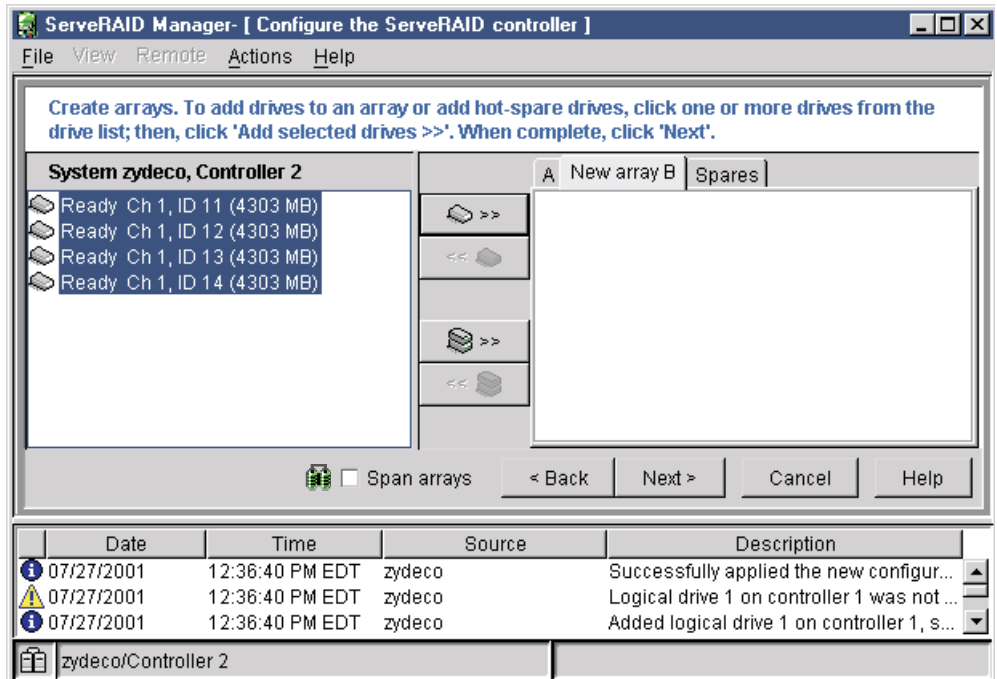 ServeRAID Manager- [ Configure the ServeRAID controller ]
File View Remote Actions Help
Create arrays. To add drives to an array or add hot-spare drives, click one or more drives from the
drive list; then, click 'Add selected drives >>'. When complete, click 'Next'.
System zydeco, Controller 2
A New array B Spares
Ready Ch 1, ID 11 (4303 MB)
Ready Ch 1, ID 12 (4303 MB)
Ready Ch 1, ID 13 (4303 MB)
Ready Ch 1, ID 14 (4303 MB)
>>
<<
>>
<<
Span arrays < Back Next > Cancel Help
Date Time Source Description
07/27/2001 12:36:40 PM EDT zydeco Successfully applied the new configur...
07/27/2001 12:36:40 PM EDT zydeco Logical drive 1 on controller 1 was not ...
07/27/2001 12:36:40 PM EDT zydeco Added logical drive 1 on controller 1, s...
zydeco/Controller 2